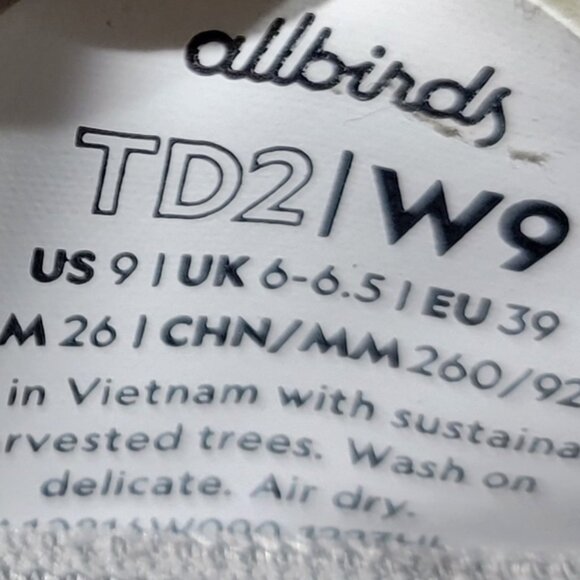 allbirds
TD2 | W9
US 9 | UK 6-6.5 | EU 39
M 26 | CHN/MM 260/92
in Vietnam with sustaina
rvested trees. Wash on
delicate. Air dry.